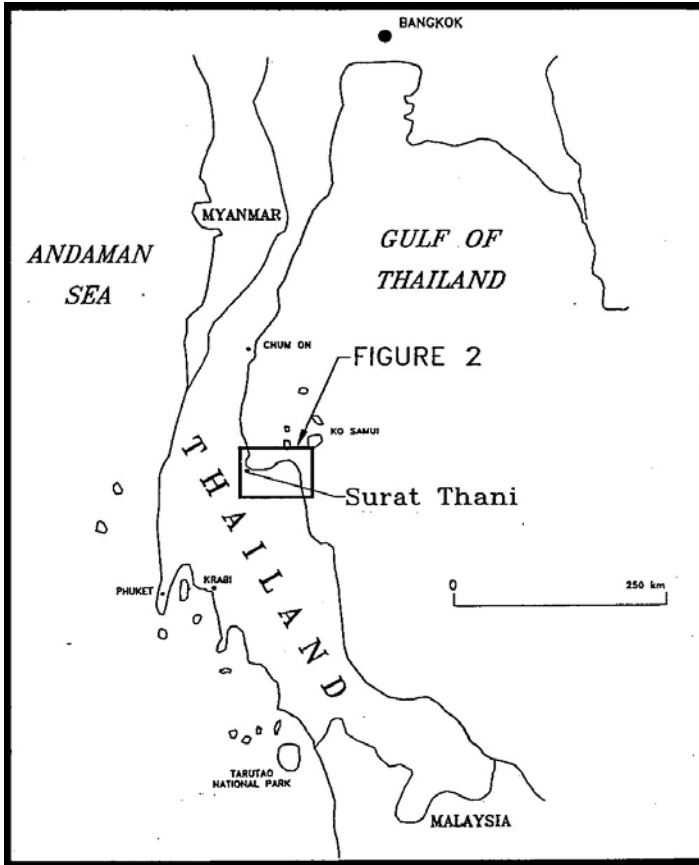 BANGKOK
MYANMAR
ANDAMAN
SEA
GULF OF
THAILAND
CHUM ON
FIGURE 2
KO SAMUI
Surat Thani
THAILAND
0
250 km
PHUKET
KRABI
TARUTAO
NATIONAL PARK
MALAYSIA